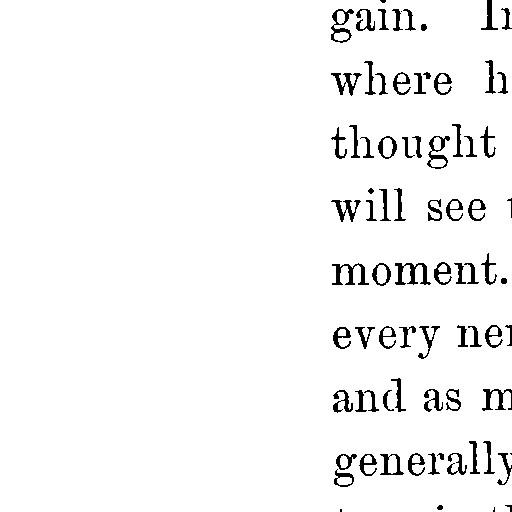 gain.
where
thought
will see
moment.
every
and as
generally